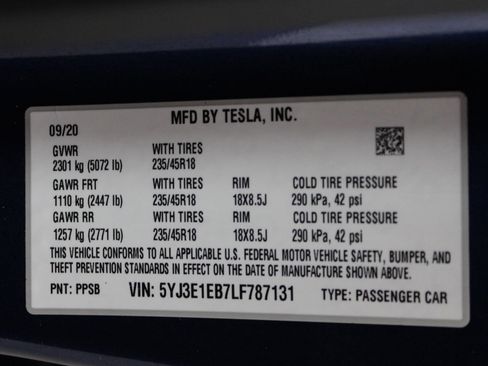 MFD BY TESLA, INC.
09/20
GVWR WITH TIRES
2301 kg (5072 lb) 235/45R18
GAWR FRT WITH TIRES RIM COLD TIRE PRESSURE
1110 kg (2447 lb) 235/45R18 18X8.5J 290 kPa, 42 psi
GAWR RR WITH TIRES RIM COLD TIRE PRESSURE
1257 kg (2771 lb) 235/45R18 18X8.5J 290 kPa, 42 psi
THIS VEHICLE CONFORMS TO ALL APPLICABLE U.S. FEDERAL MOTOR VEHICLE SAFETY, BUMPER, AND
THEFT PREVENTION STANDARDS IN EFFECT ON THE DATE OF MANUFACTURE SHOWN ABOVE.
PNT: PPSB VIN: 5YJ3E1EB7LF787131 TYPE: PASSENGER CAR